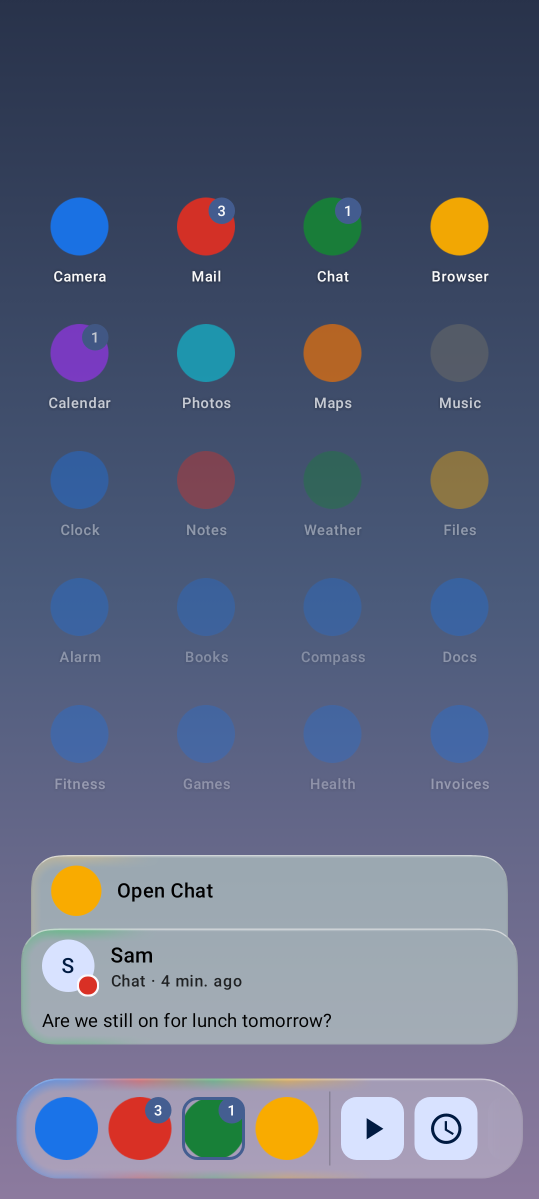 3
1
Camera
Mail
Chat
Browser
1
Calendar
Photos
Maps
Music
Clock
Notes
Weather
Files
Alarm
Books
Compass
Docs
Fitness
Games
Health
Invoices
Open Chat
S
Sam
Chat · 4 min. ago
Are we still on for lunch tomorrow?
3
1